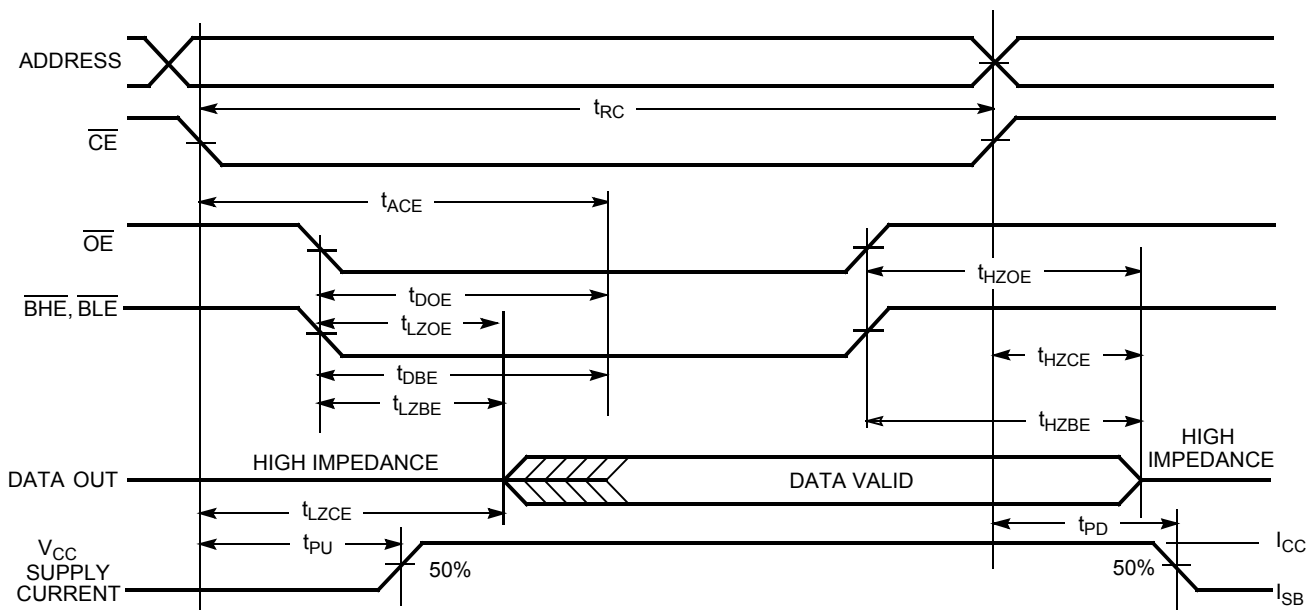 ADDRESS
tRC
CE
tACE
OE
tHZOE
tDOE
BHE, BLE
tLZOE
tHZCE
tDBE
tLZBE
tHZBE
HIGH IMPEDANCE
HIGH
IMPEDANCE
DATA OUT
DATA VALID
tLZCE
tPD
tPU
VCC
SUPPLY
CURRENT
50%
50%
ICC
ISB